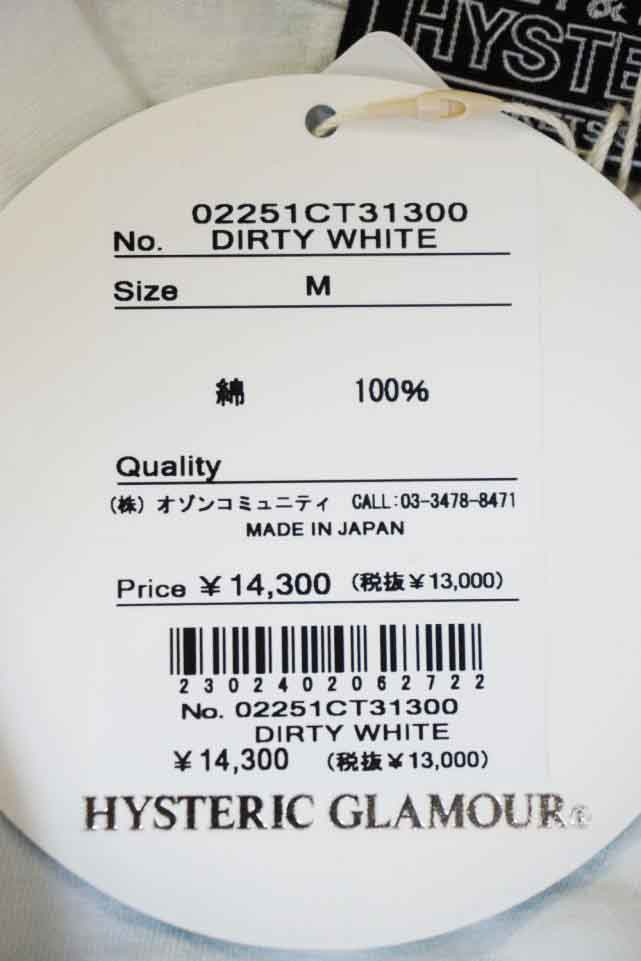 HYSTE
02251CT31300
No. DIRTY WHITE
Size M
綿 100%
Quality
(株) オゾンコミュニティ CALL:03-3478-8471
MADE IN JAPAN
Price ¥14,300 (税抜¥13,000)
2302402062722
No. 02251CT31300
DIRTY WHITE
¥14,300 (税抜¥13,000)
HYSTERIC GLAMOUR®